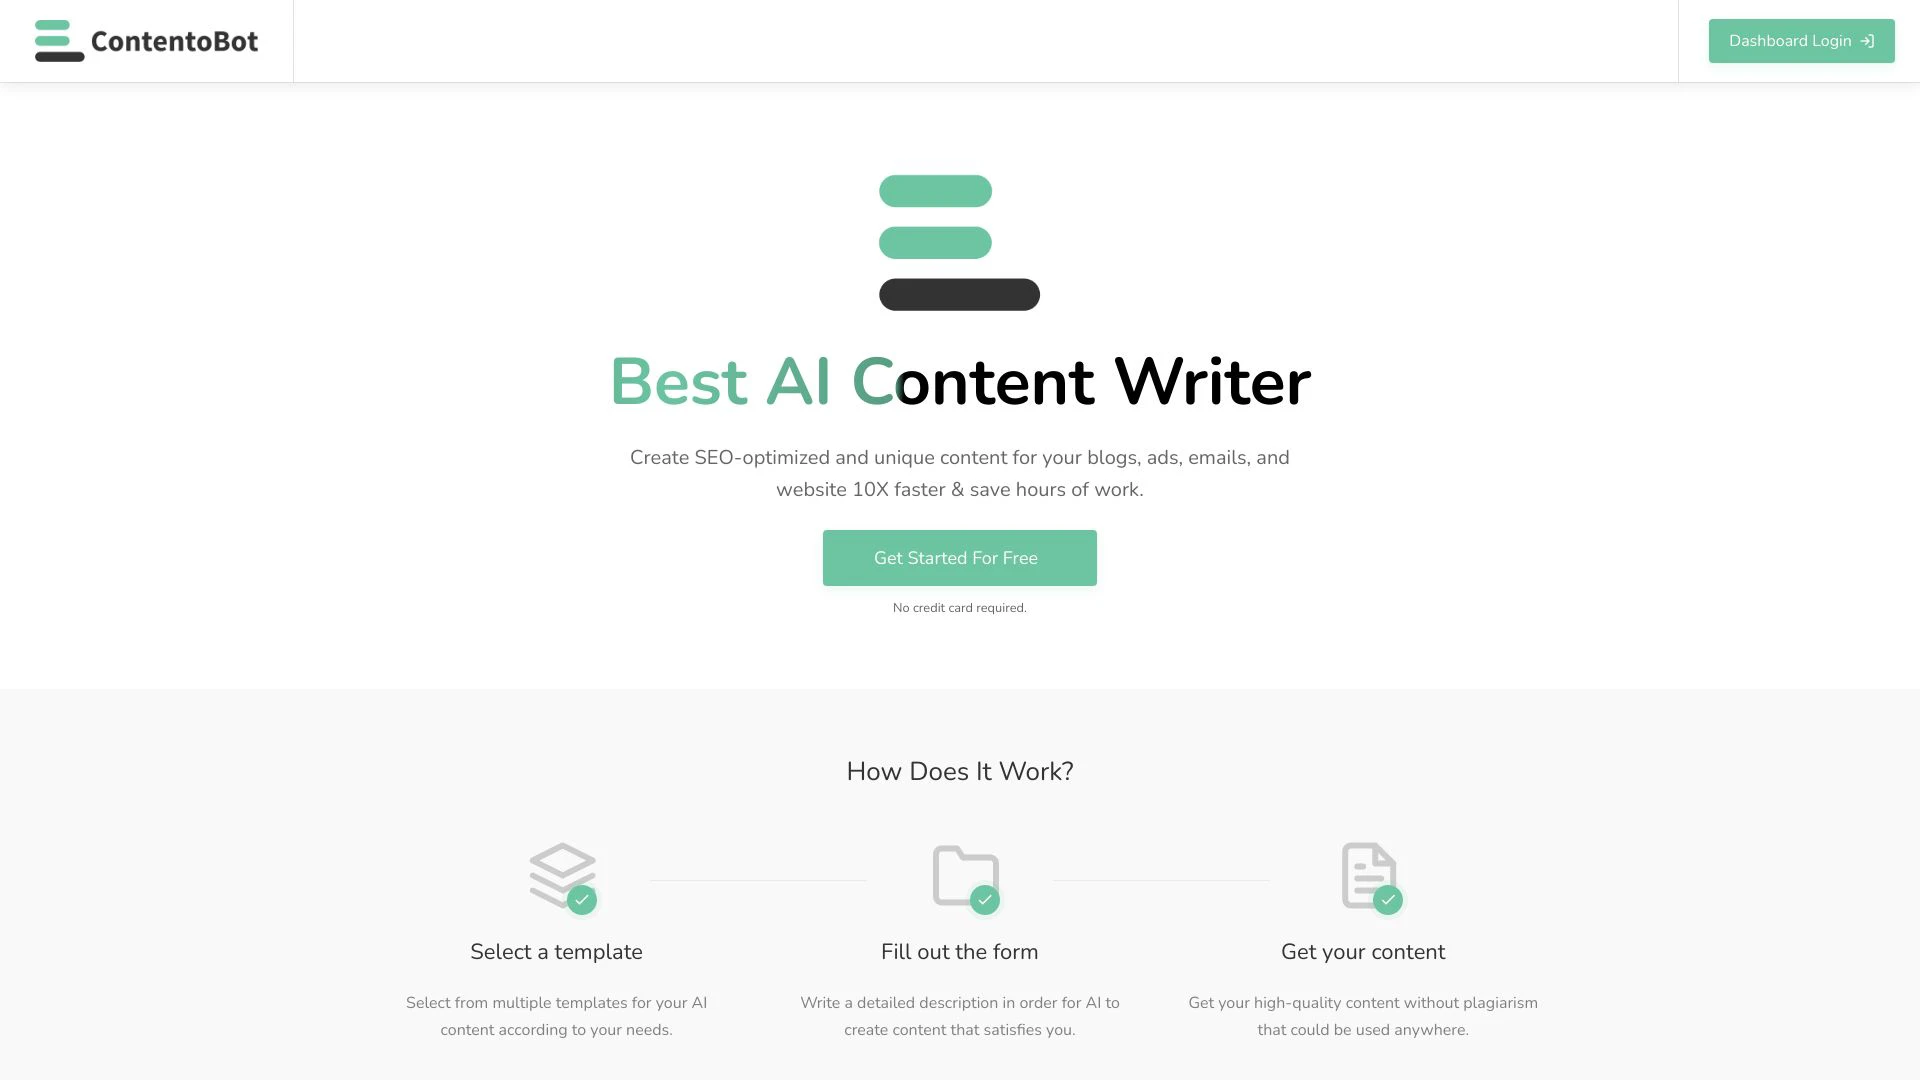 ContentoBot
Dashboard Login
Best AI Content Writer
Create SEO-optimized and unique content for your blogs, ads, emails, and
website 10X faster & save hours of work.
Get Started For Free
No credit card required.
How Does It Work?
Select a template
Select from multiple templates for your AI
content according to your needs.
Fill out the form
Write a detailed description in order for AI to
create content that satisfies you.
Get your content
Get your high-quality content without plagiarism
that could be used anywhere.